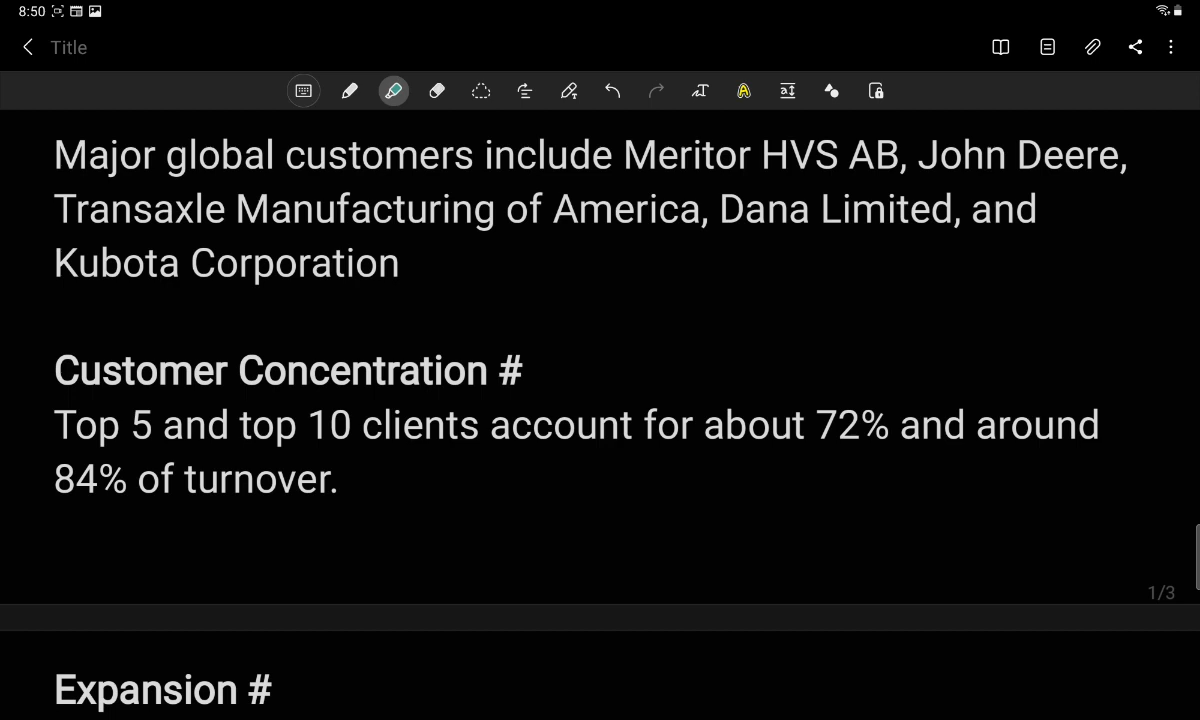 8:50
Title
Major global customers include Meritor HVS AB, John Deere,
Transaxle Manufacturing of America, Dana Limited, and
Kubota Corporation
Customer Concentration #
Top 5 and top 10 clients account for about 72% and around
84% of turnover.
1/3
Expansion #